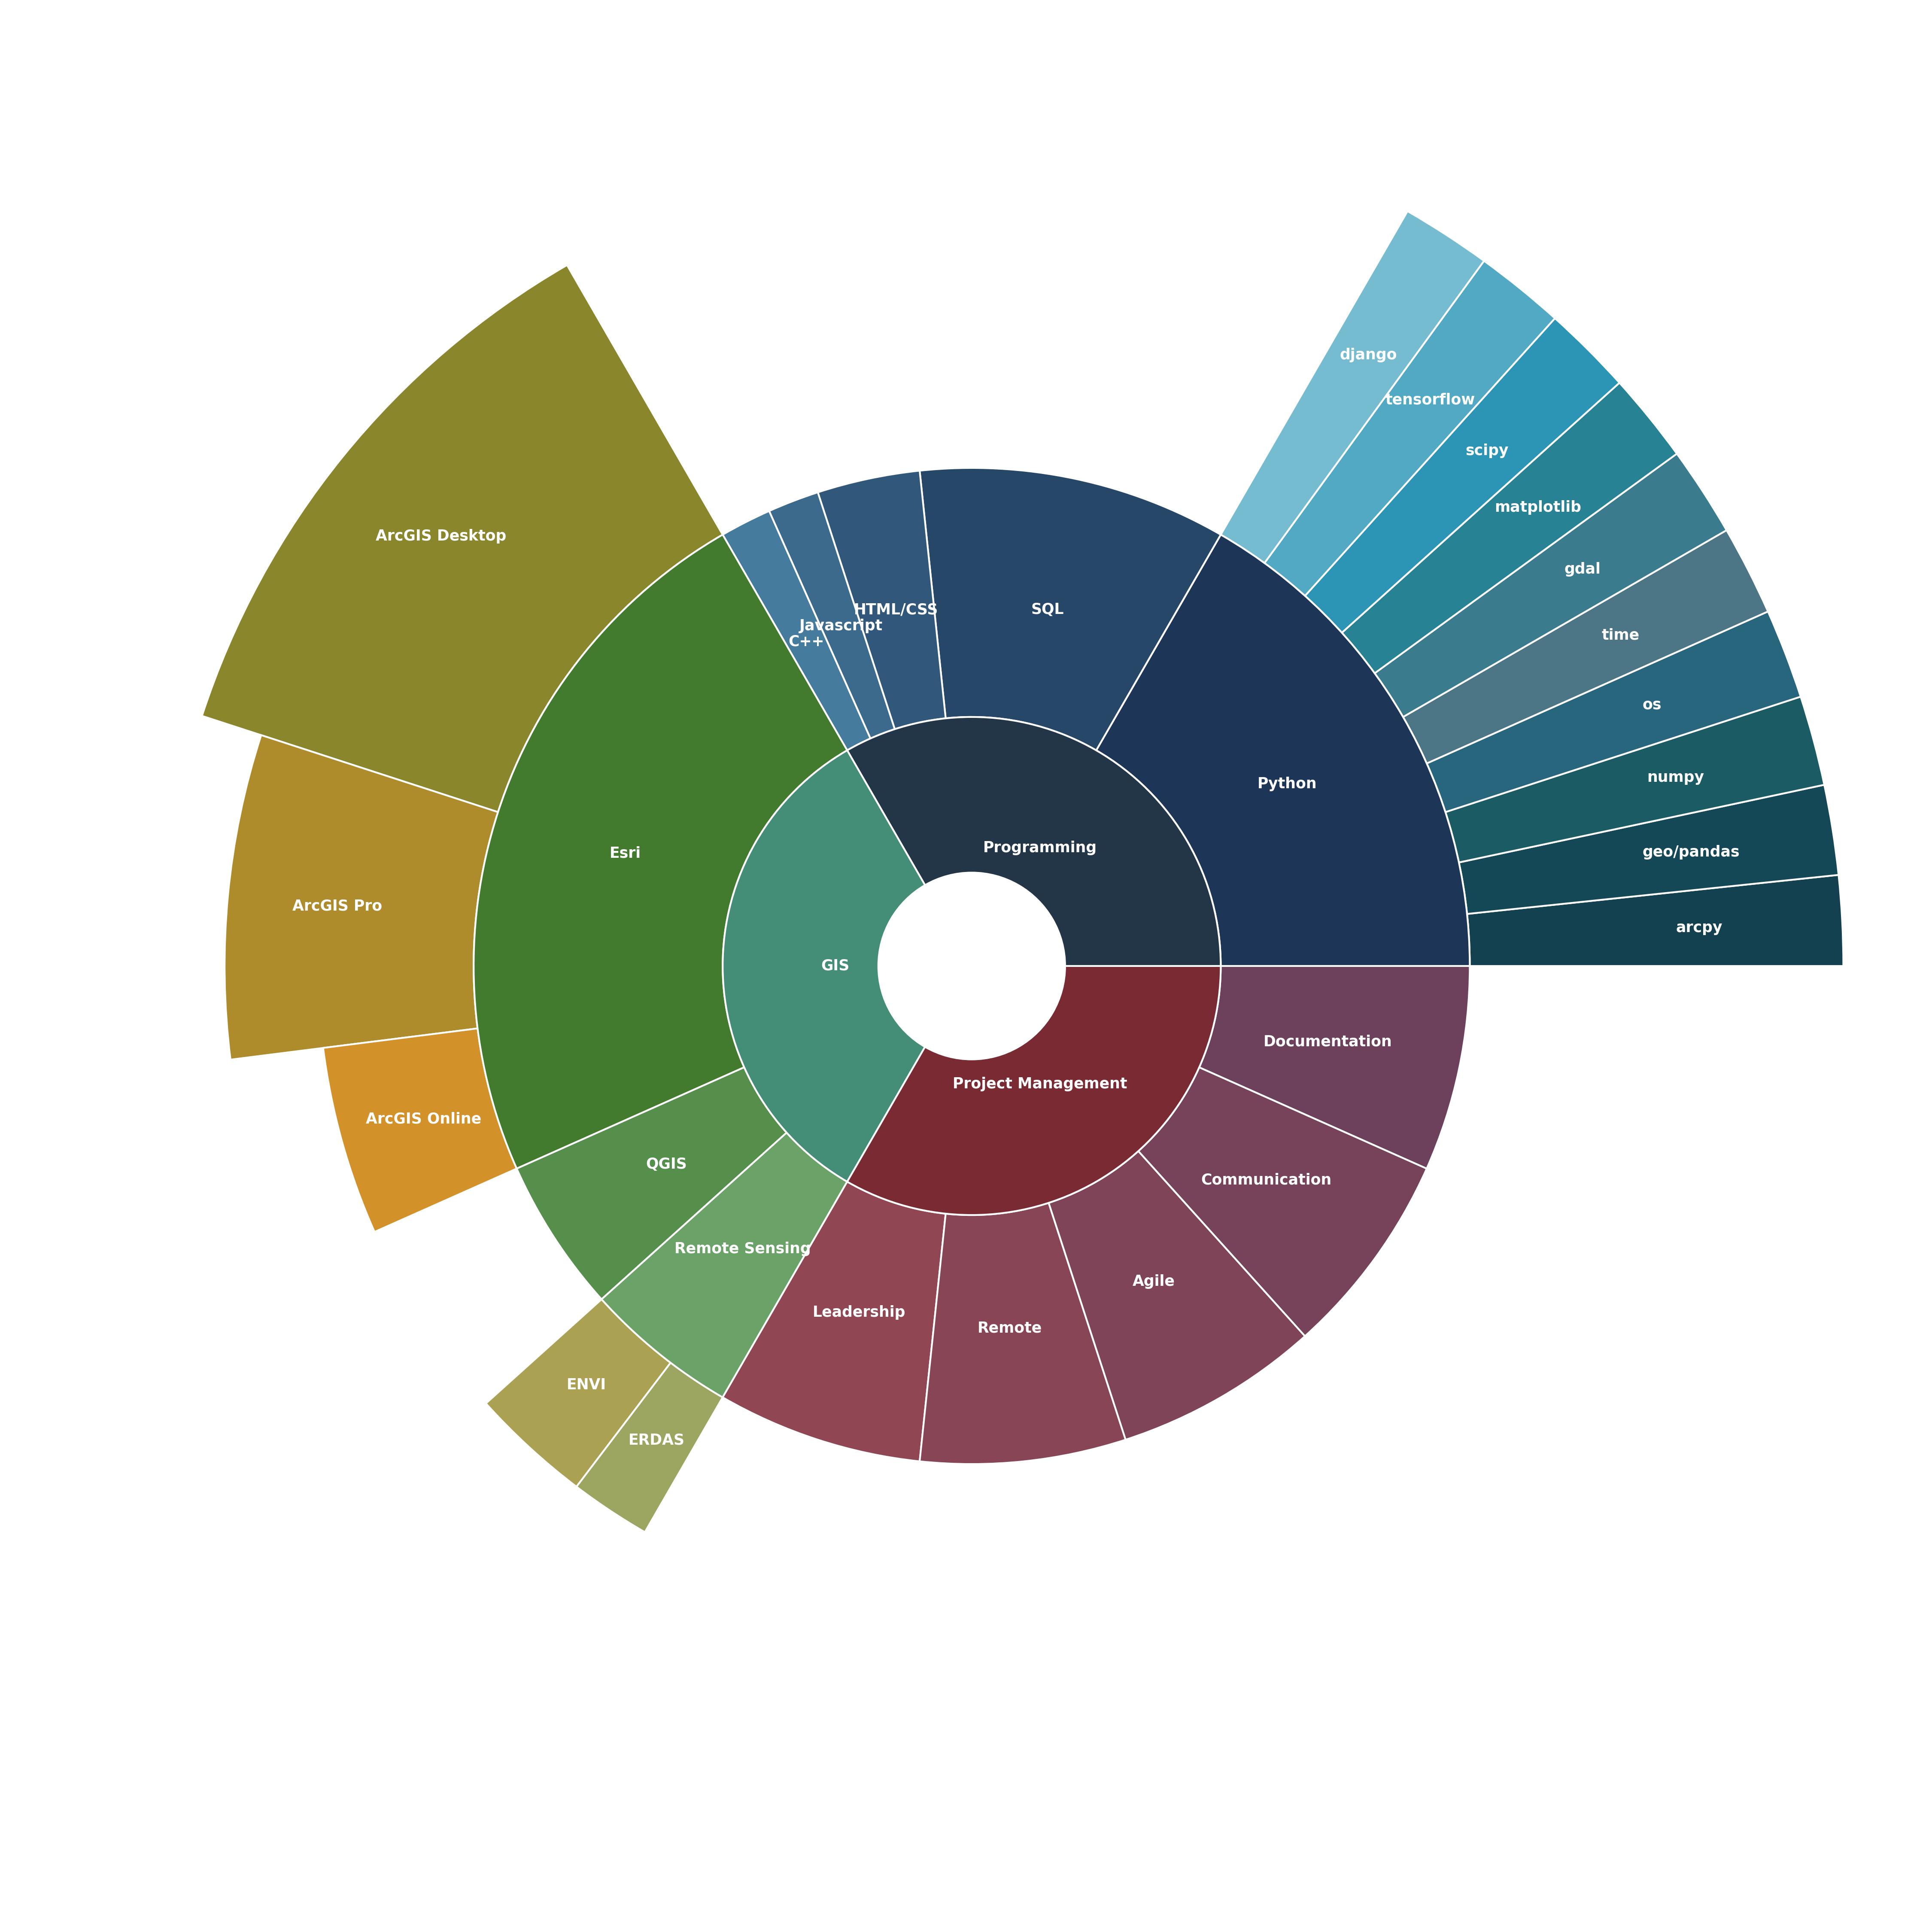 django
tensorflow
scipy
matplotlib
ArcGIS Desktop
gdal
HTML/CSS
SQL
Javascript
time
C++
os
numpy
Python
Programming
geo/pandas
Esri
ArcGIS Pro
arcpy
GIS
Documentation
Project Management
ArcGIS Online
QGIS
Communication
Remote Sensing
Agile
Leadership
Remote
ENVI
ERDAS